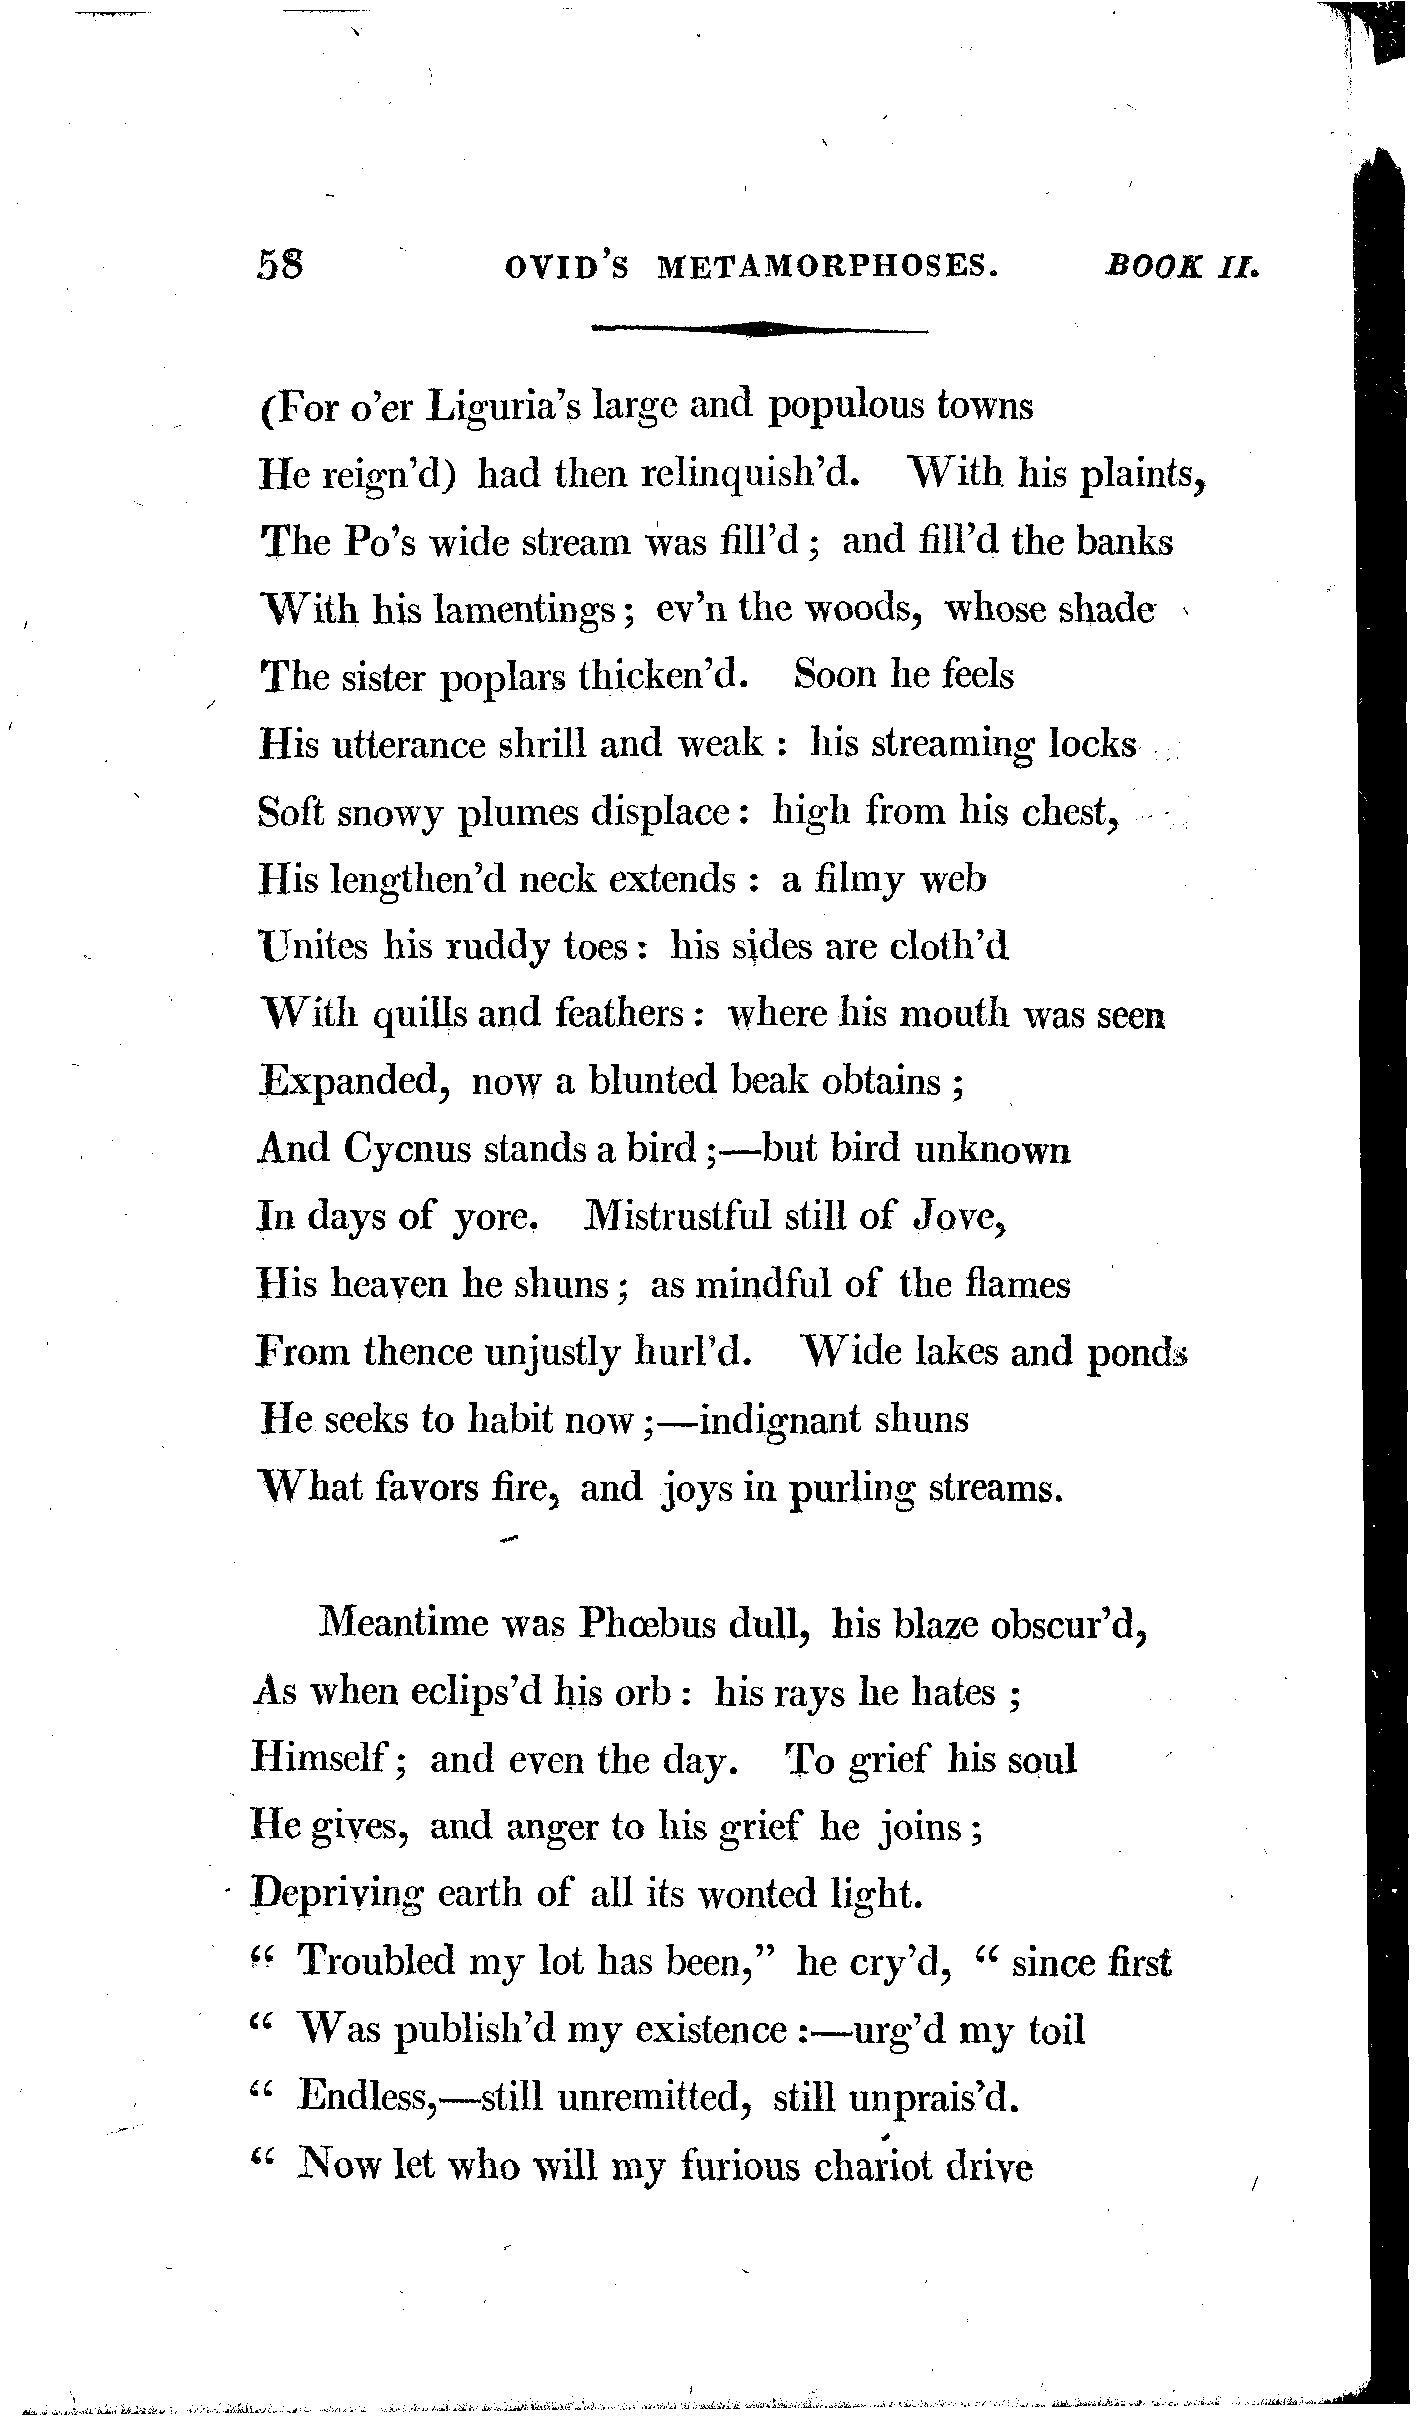 58 OVID'S METAMORPHOSES. BOOK II.
(For o'er Liguria's large and populous towns
He reign'd) had then relinquish'd. With his plaints,
The Po's wide stream was fill'd; and fill'd the banks
With his lamentings; ev'n the woods, whose shade
The sister poplars thicken'd. Soon he feels
His utterance shrill and weak: his streaming locks
Soft snowy plumes displace: high from his chest,
His lengthen'd neck extends: a filmy web
Unites his ruddy toes: his sides are cloth'd
With quills and feathers: where his mouth was seen
Expanded, now a blunted beak obtains;
And Cycnus stands a bird;—but bird unknown
In days of yore. Mistrustful still of Jove,
His heaven he shuns; as mindful of the flames
From thence unjustly hurl'd. Wide lakes and ponds
He seeks to habit now;—indignant shuns
What favors fire, and joys in purling streams.
Meantime was Phœbus dull, his blaze obscur'd,
As when eclips'd his orb: his rays he hates;
Himself; and even the day. To grief his soul
He gives, and anger to his grief he joins;
Depriving earth of all its wonted light.
“ Troubled my lot has been,” he cry'd, “ since first
“ Was publish'd my existence:—urg'd my toil
“ Endless,—still unremitted, still unprais'd.
“ Now let who will my furious chariot drive